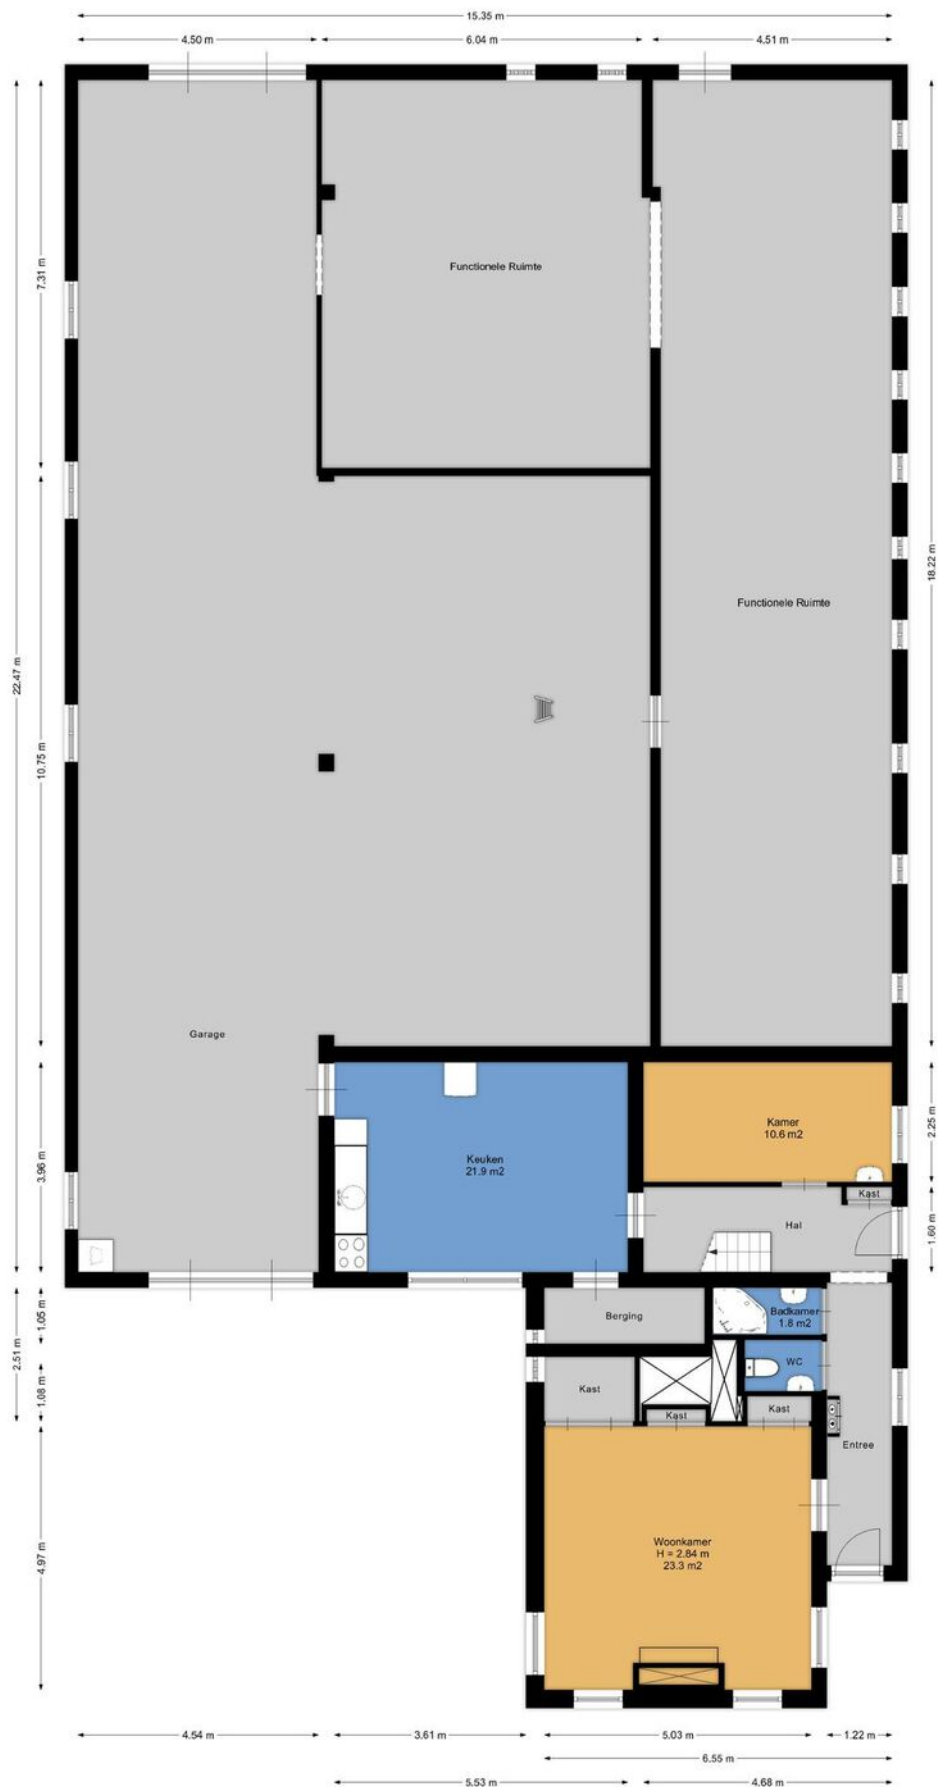 15.35 m
4.50 m
6.04 m
4.51 m
7.31 m
Functionele Ruimte
18.22 m
Functionele Ruimte
22.47 m
10.75 m
Garage
Keuken
21.9 m2
Kamer
10.6 m2
2.25 m
3.96 m
Kast
Hal
1.60 m
1.05 m
Berging
Badkamer
1.8 m2
2.51 m
WC
1.08 m
Kast
Kast
Kast
Entree
4.97 m
Woonkamer
H = 2.84 m
23.3 m2
4.54 m
3.61 m
5.03 m
1.22 m
6.55 m
5.53 m
4.68 m